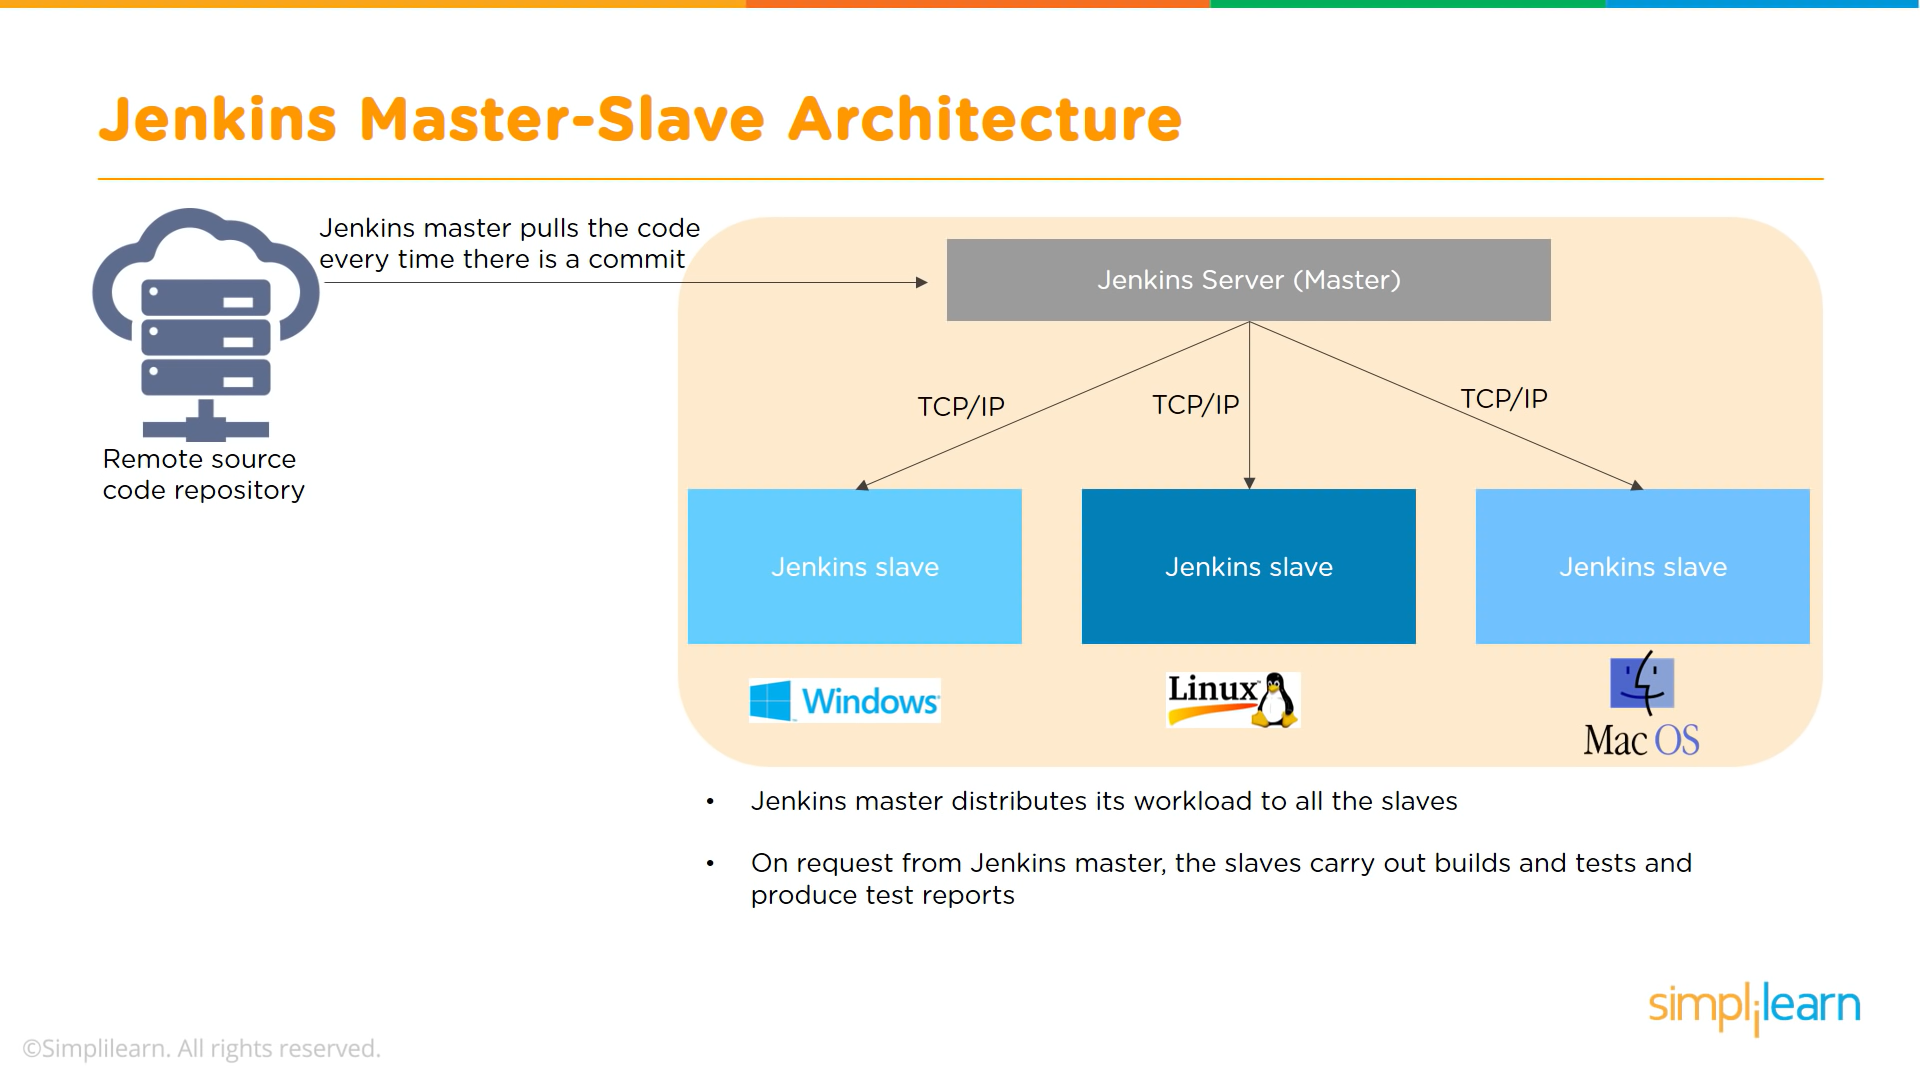 Jenkins Master-Slave Architecture
Jenkins master pulls the code
every time there is a commit
Jenkins Server (Master)
TCP/IP
TCP/IP
TCP/IP
Remote source
code repository
Jenkins slave
Jenkins slave
Jenkins slave
Windows
Linux
Mac OS
• Jenkins master distributes its workload to all the slaves
• On request from Jenkins master, the slaves carry out builds and tests and
produce test reports
simplilearn
©Simplilearn. All rights reserved.